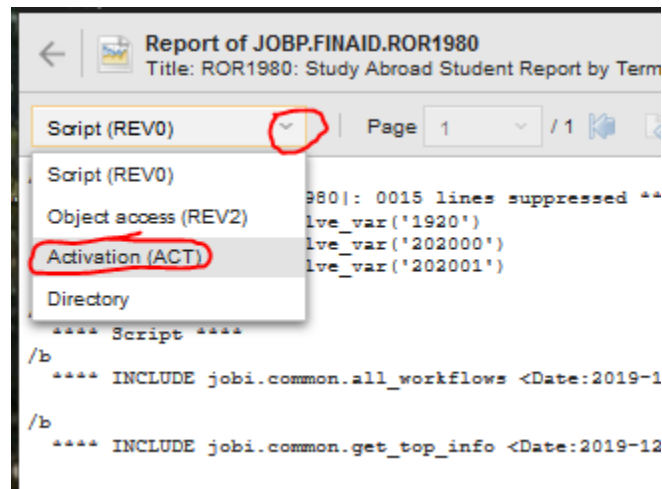 Report of JOBP.FINAID.ROR1980
Title: ROR1980: Study Abroad Student Report by Term
Script (REV0)
Page 1 / 1
Script (REV0)
980|: 0015 lines suppressed **
Object access (REV2)
lve_var('1920')
lve_var('202000')
Activation (ACT)
lve_var('202001')
Directory
**** Script ****
/b
**** INCLUDE jobi.common.all_workflows <Date:2019-1
/b
**** INCLUDE jobi.common.get_top_info <Date:2019-12